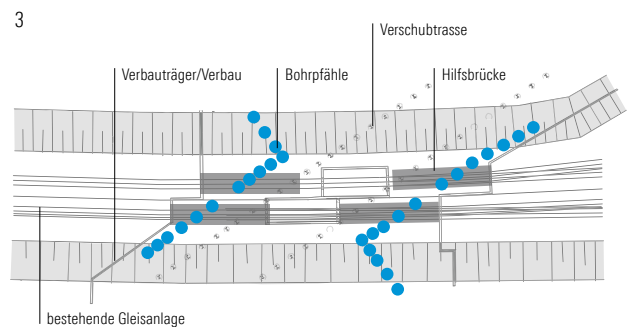 3
Verschubtrasse
Verbauträger/Verbau
Bohrpfähle
Hilfsbrücke
bestehende Gleisanlage